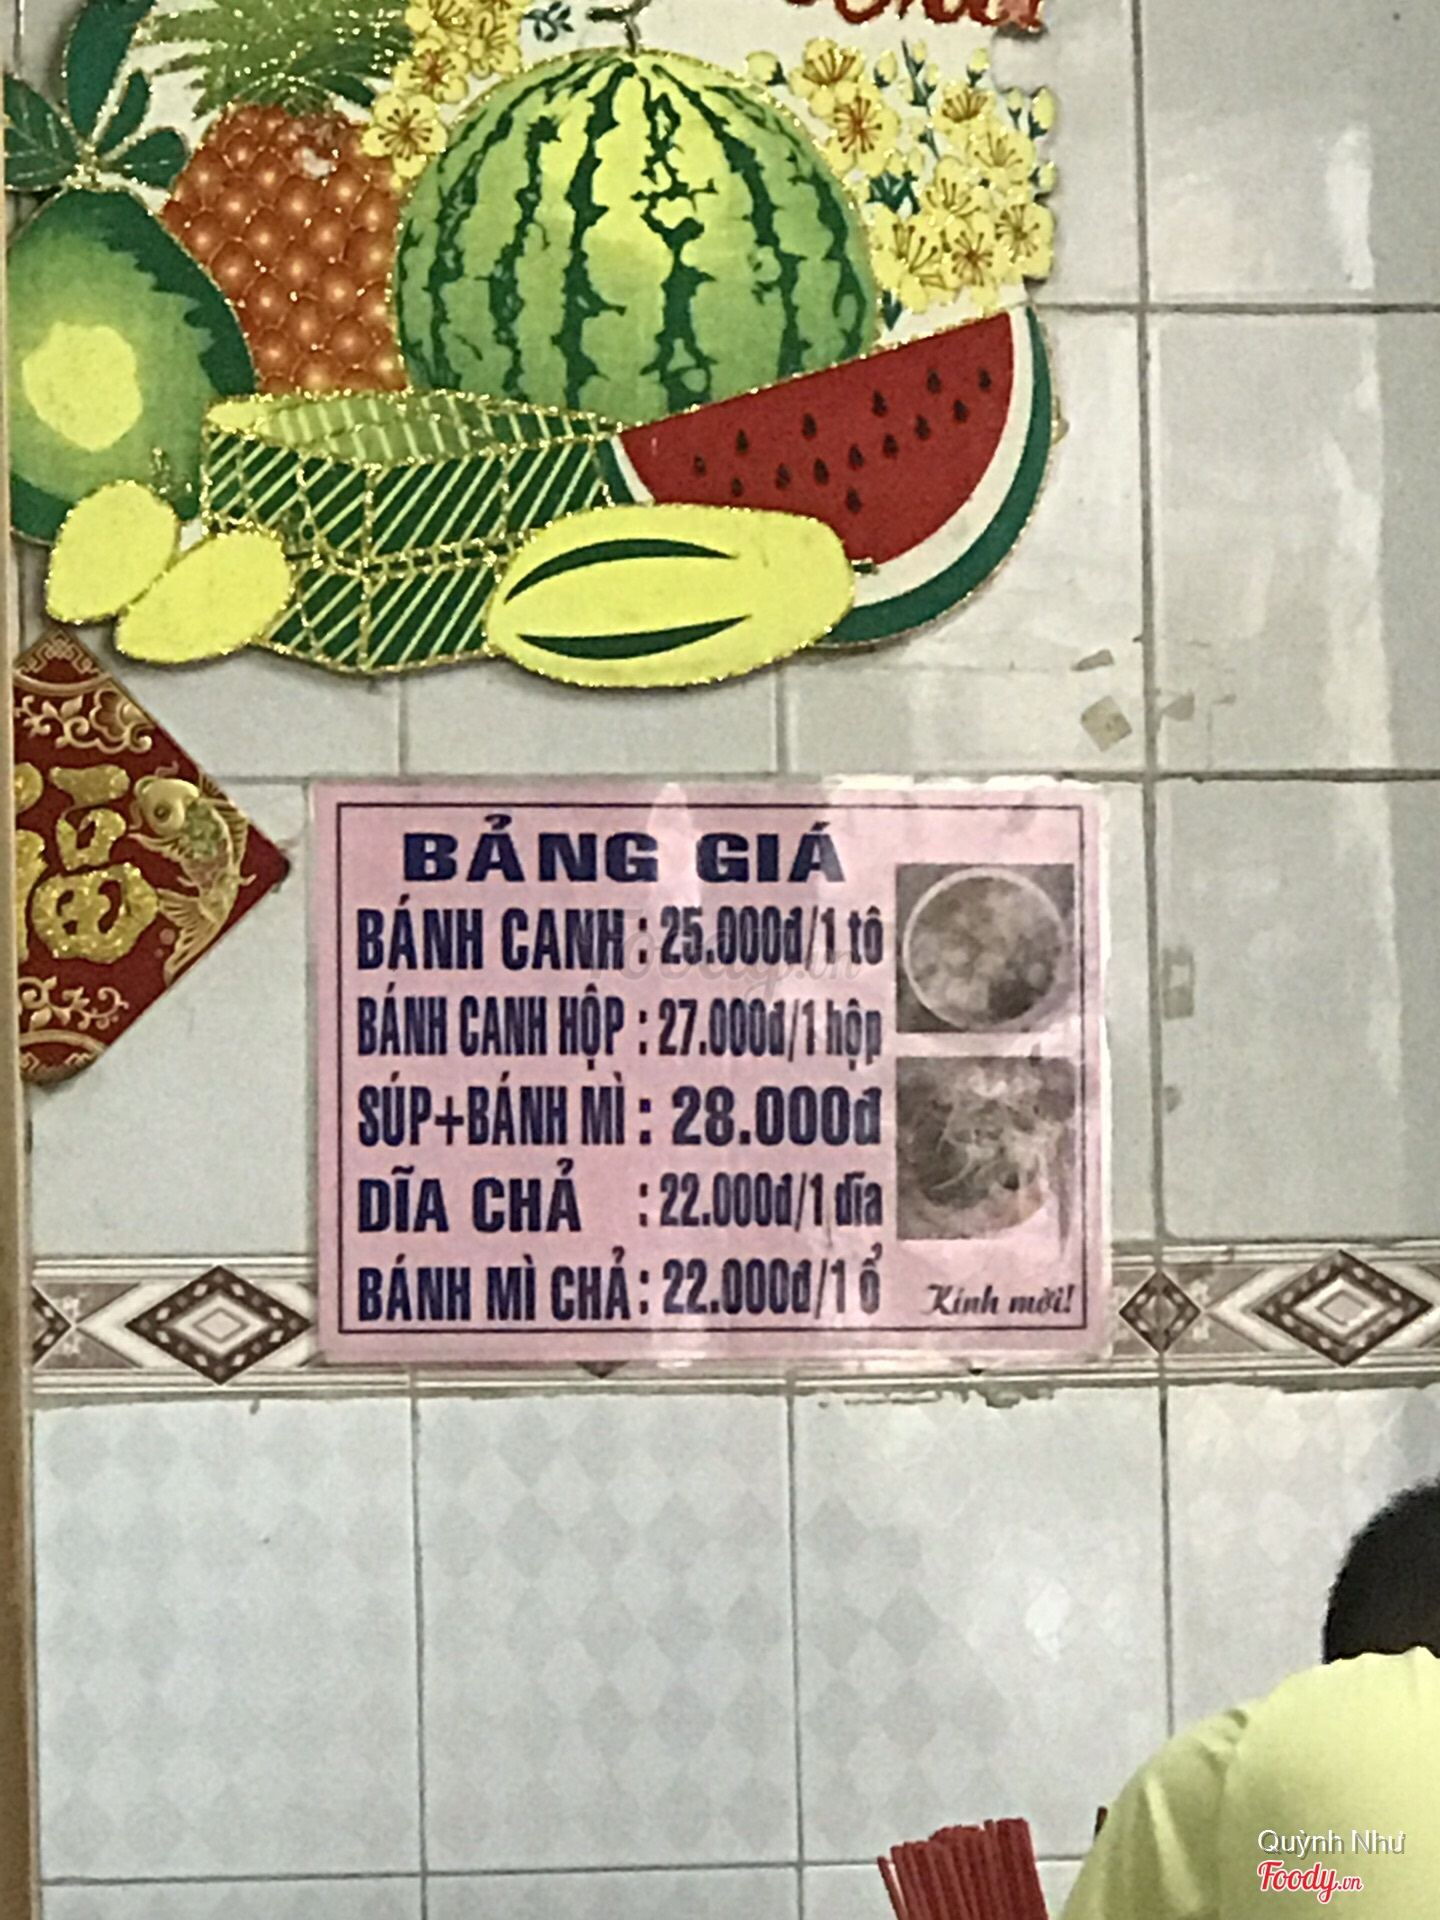 BẢNG GIÁ
BÁNH CANH : 25.000đ/1 tô
BÁNH CANH HỘP : 27.000đ/1 hộp
SÚP+BÁNH MÌ : 28.000đ
DĨA CHẢ : 22.000đ/1 dĩa
BÁNH MÌ CHẢ : 22.000đ/1 ổ
Kính mời!
Quỳnh Như
Foody.vn